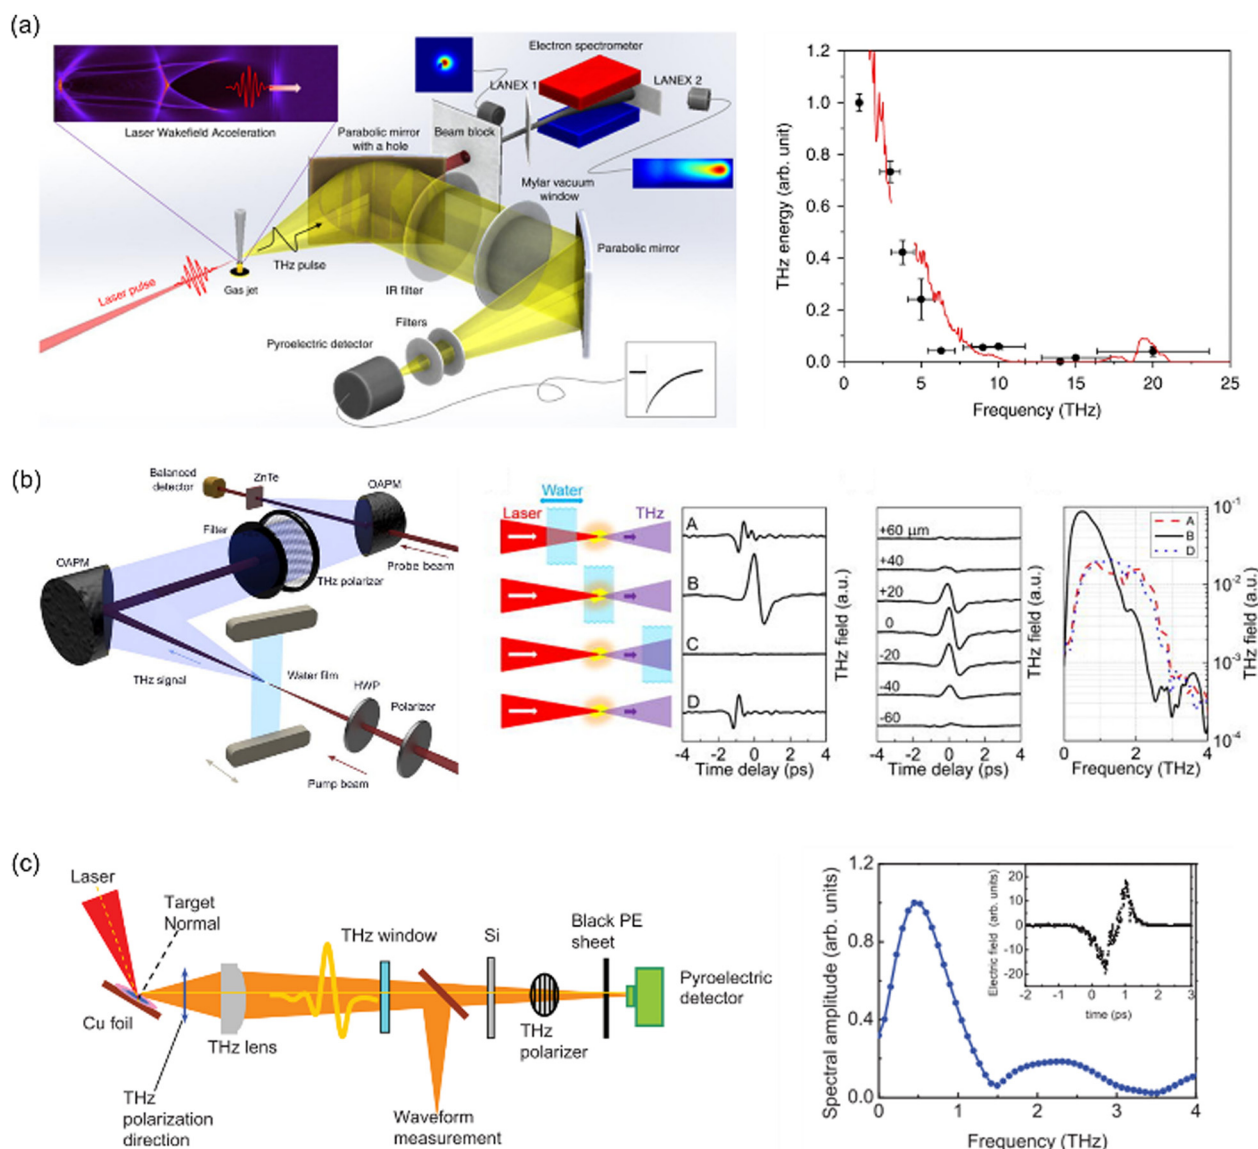 (a)
Electron spectrometer
LANEX 1
LANEX 2
Laser Wakefield Acceleration
Parabolic mirror
with a hole
Beam block
Mylar vacuum
window
Parabolic mirror
THz pulse
Laser pulse
Gas jet
IR filter
Filters
Pyroelectric detector
THz energy (arb. unit)
1.2
1.0
0.8
0.6
0.4
0.2
0.0
0 5 10 15 20 25
Frequency (THz)
(b)
Balanced
detector
ZnTe
OAPM
Filter
OAPM
Probe beam
THz polarizer
THz signal
Water film
HWP
Polarizer
Pump beam
Water
Laser
THz
A
B
C
D
-4 -2 0 2 4
Time delay (ps)
THz field (a.u.)
+60 μm
+40
+20
0
-20
-40
-60
-4 -2 0 2 4
Time delay (ps)
THz field (a.u.)
A
B
D
10⁻¹
10⁻²
10⁻³
10⁻⁴
0 2 4
Frequency (THz)
THz field (a.u.)
(c)
Laser
Target
Normal
Cu foil
THz lens
THz
polarization
direction
THz window
Waveform
measurement
Si
THz
polarizer
Black PE
sheet
Pyroelectric
detector
Spectral amplitude (arb. units)
1.2
1.0
0.8
0.4
0.0
0 1 2 3 4
Frequency (THz)
Electric field (arb. units)
20
10
0
-10
-20
-2 -1 0 1 2 3
time (ps)